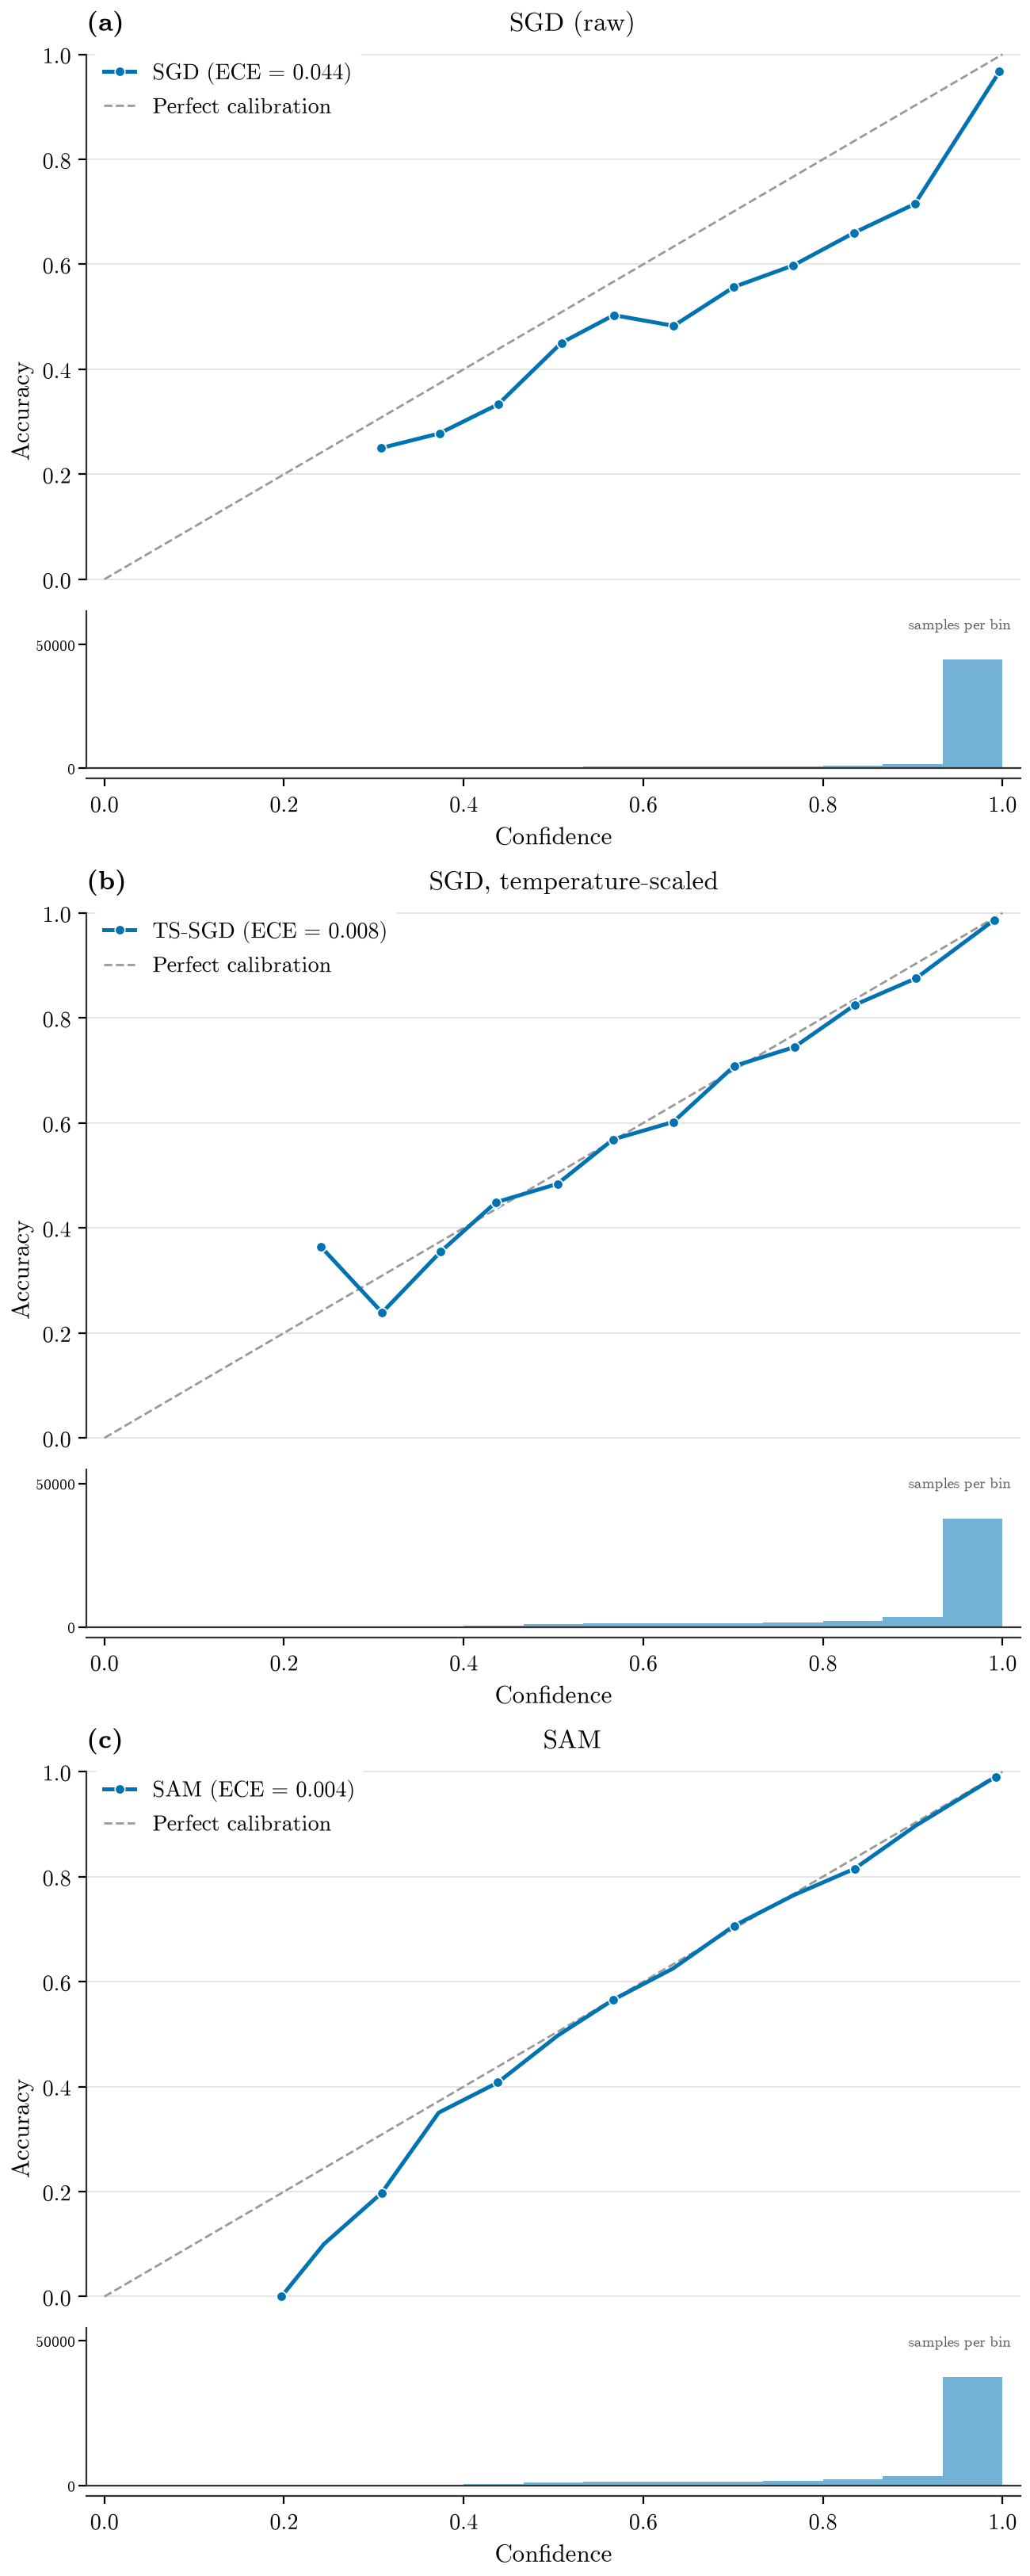 (a) SGD (raw)
1.0
SGD (ECE = 0.044)
Perfect calibration
0.8
0.6
0.4
0.2
0.0
Accuracy
samples per bin
50000
0
0.0 0.2 0.4 0.6 0.8 1.0
Confidence
(b) SGD, temperature-scaled
1.0
TS-SGD (ECE = 0.008)
Perfect calibration
0.8
0.6
0.4
0.2
0.0
Accuracy
samples per bin
50000
0
0.0 0.2 0.4 0.6 0.8 1.0
Confidence
(c) SAM
1.0
SAM (ECE = 0.004)
Perfect calibration
0.8
0.6
0.4
0.2
0.0
Accuracy
samples per bin
50000
0
0.0 0.2 0.4 0.6 0.8 1.0
Confidence